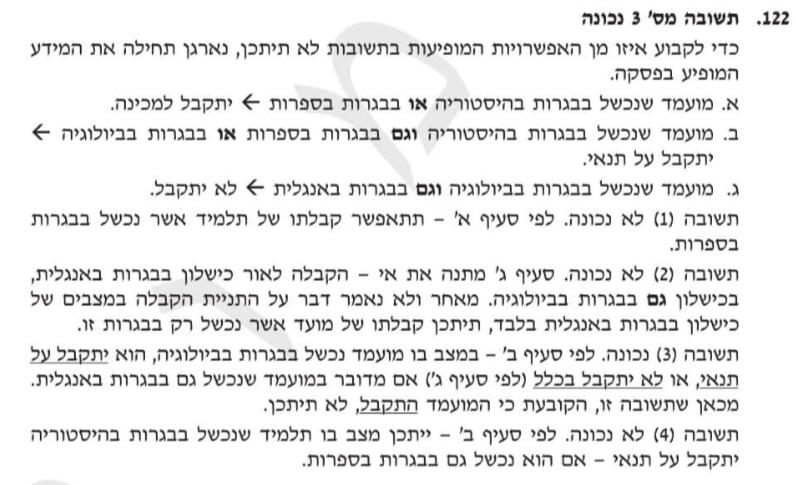 122. תשובה מס' 3 נכונה
כדי לקבוע איזו מן האפשרויות המופיעות בתשובות לא תיתכן, נארגן תחילה את המידע
המופיע בפסקה.
א. מועמד שנכשל בבגרות בהיסטוריה או בבגרות בספרות ← יתקבל למכינה.
ב. מועמד שנכשל בבגרות בהיסטוריה וגם בבגרות בספרות או בבגרות בביולוגיה ←
יתקבל על תנאי.
ג. מועמד שנכשל בבגרות בביולוגיה וגם בבגרות באנגלית ← לא יתקבל.
תשובה (1) לא נכונה. לפי סעיף א' – תתאפשר קבלתו של תלמיד אשר נכשל בבגרות
בספרות.
תשובה (2) לא נכונה. סעיף ג' מתנה את אי – הקבלה לאור כישלון בבגרות באנגלית,
בכישלון גם בבגרות בביולוגיה. מאחר ולא נאמר דבר על התניית הקבלה במצבים של
כישלון בבגרות באנגלית בלבד, תיתכן קבלתו של מועד אשר נכשל רק בבגרות זו.
תשובה (3) נכונה. לפי סעיף ב' – במצב בו מועמד נכשל בבגרות בביולוגיה, הוא יתקבל על
תנאי, או לא יתקבל בכלל (לפי סעיף ג') אם מדובר במועמד שנכשל גם בבגרות באנגלית.
מכאן שתשובה זו, הקובעת כי המועמד התקבל, לא תיתכן.
תשובה (4) לא נכונה. לפי סעיף ב' – ייתכן מצב בו תלמיד שנכשל בבגרות בהיסטוריה
יתקבל על תנאי – אם הוא נכשל גם בבגרות בספרות.